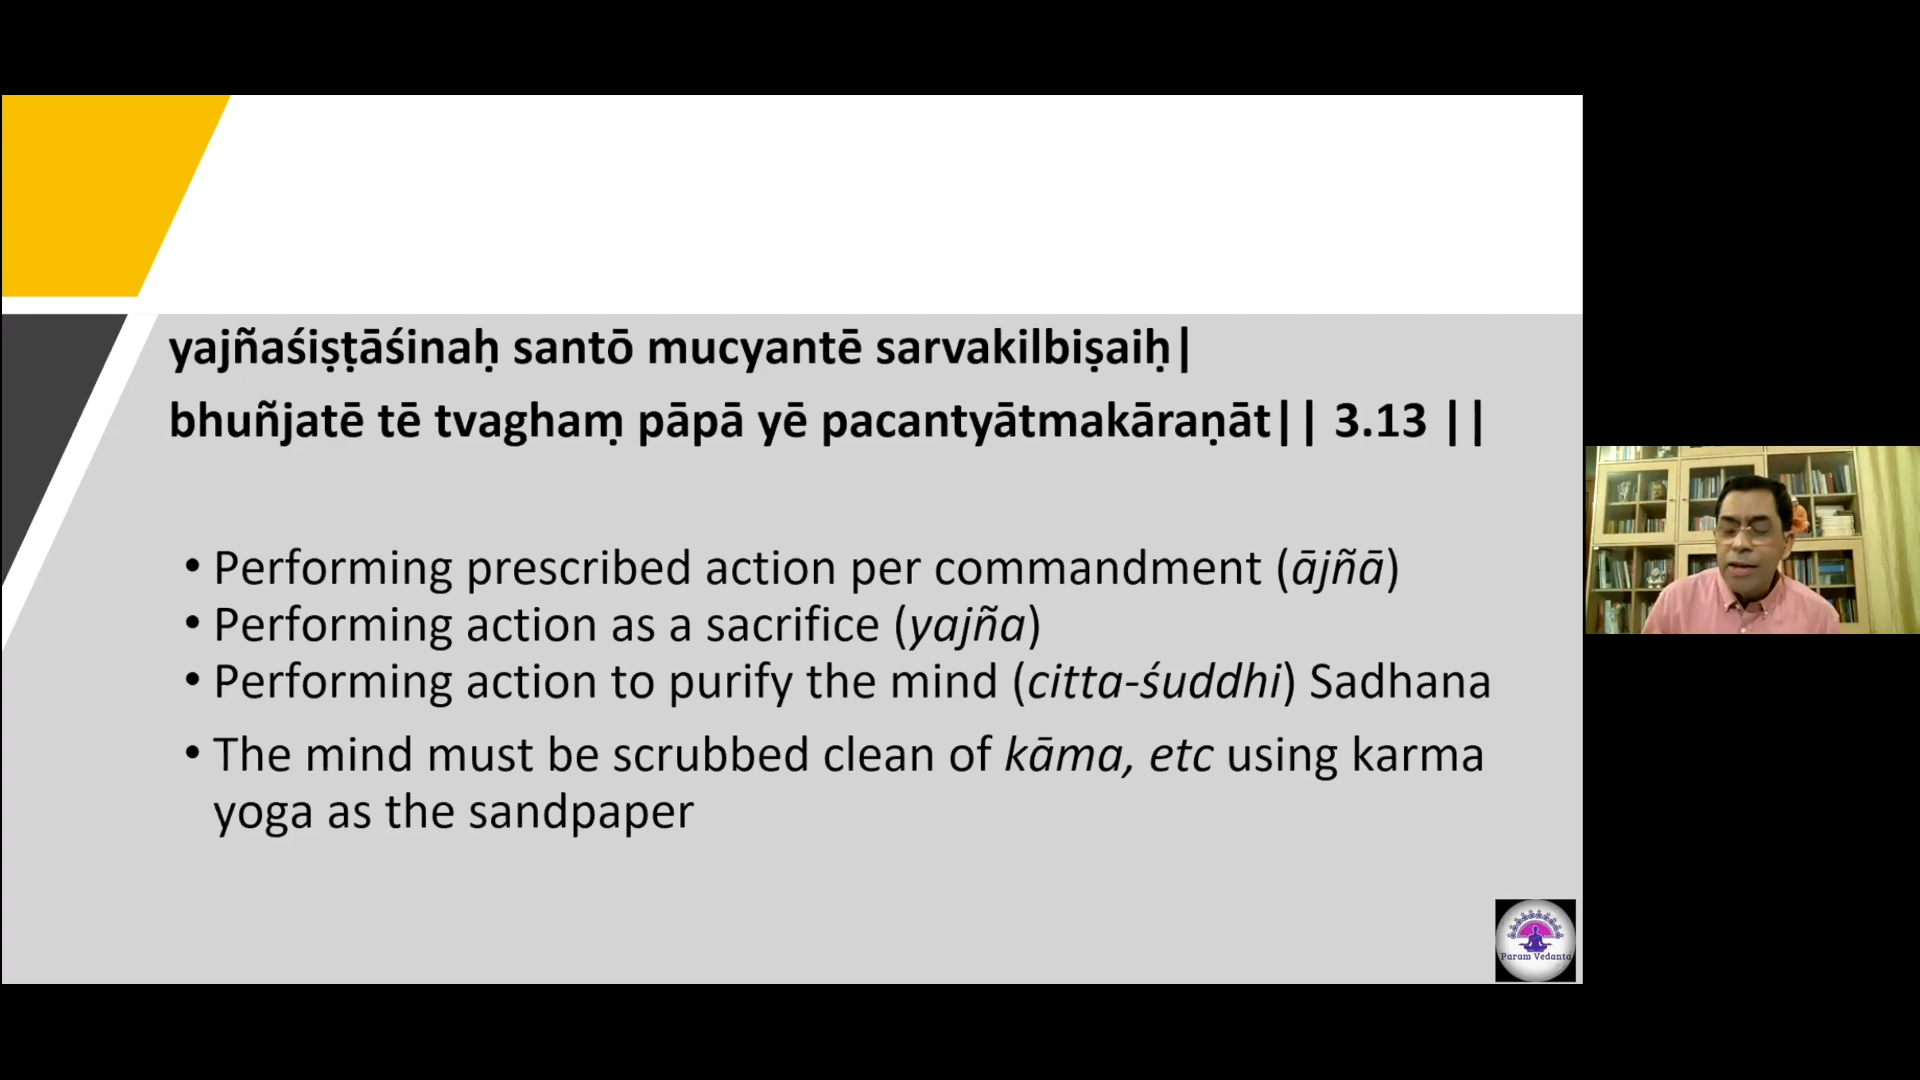 yajñaśiṣṭāśinaḥ santō mucyantē sarvakilbiṣaiḥ|
bhuñjatē tē tvaghaṃ pāpā yē pacantyātmakāraṇāt|| 3.13 ||
• Performing prescribed action per commandment (ājñā)
• Performing action as a sacrifice (yajña)
• Performing action to purify the mind (citta-śuddhi) Sadhana
• The mind must be scrubbed clean of kāma, etc using karma
yoga as the sandpaper
Param Vedanta